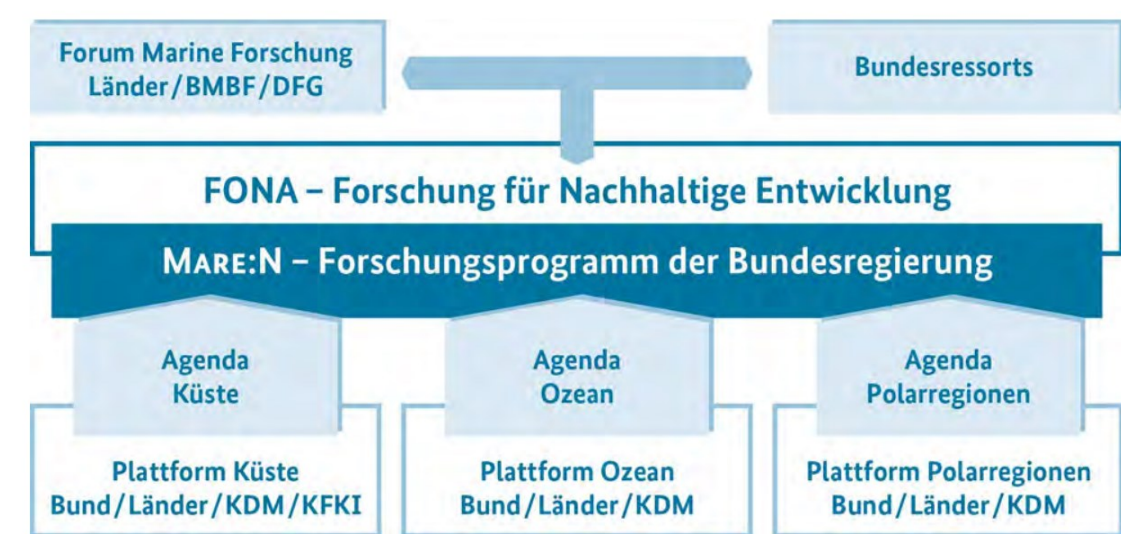 Forum Marine Forschung
Länder/BMBF/DFG
Bundesressorts
FONA – Forschung für Nachhaltige Entwicklung
MARE:N – Forschungsprogramm der Bundesregierung
Agenda
Küste
Agenda
Ozean
Agenda
Polarregionen
Plattform Küste
Bund/Länder/KDM/KFKI
Plattform Ozean
Bund/Länder/KDM
Plattform Polarregionen
Bund/Länder/KDM